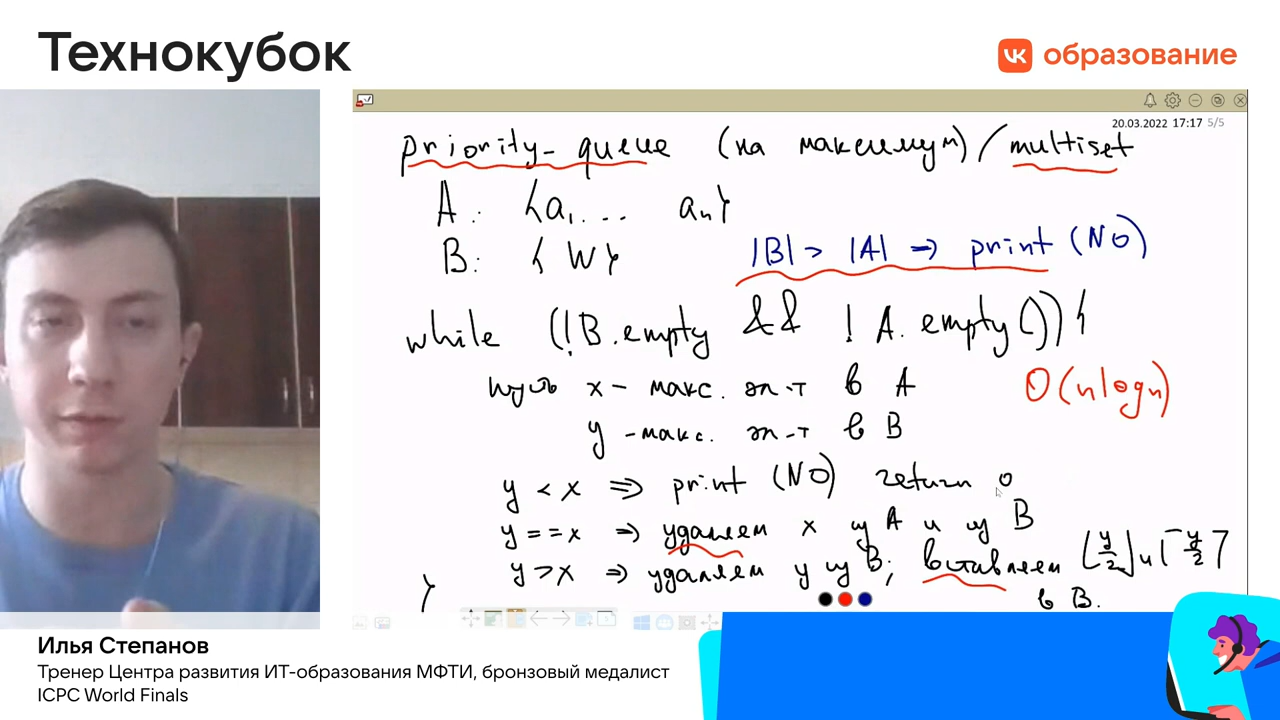 Технокубок
VK образование
20.03.2022 17:17 5/5
priority_queue (на максимум) / multiset
A: {a₁... aₙ}
B: {W}
|B| > |A| ⇒ print (NO)
while (!B.empty && !A.empty()) {
пусть x - макс. эл-т в A
O(n log n)
y - макс. эл-т в B
y < x ⇒ print (NO) return 0
y == x ⇒ удаляем x из A и из B
y > x ⇒ удаляем y из B; вставляем ⌊y/2⌋ и ⌈y/2⌉
в B.
}
Илья Степанов
Тренер Центра развития ИТ-образования МФТИ, бронзовый медалист
ICPC World Finals